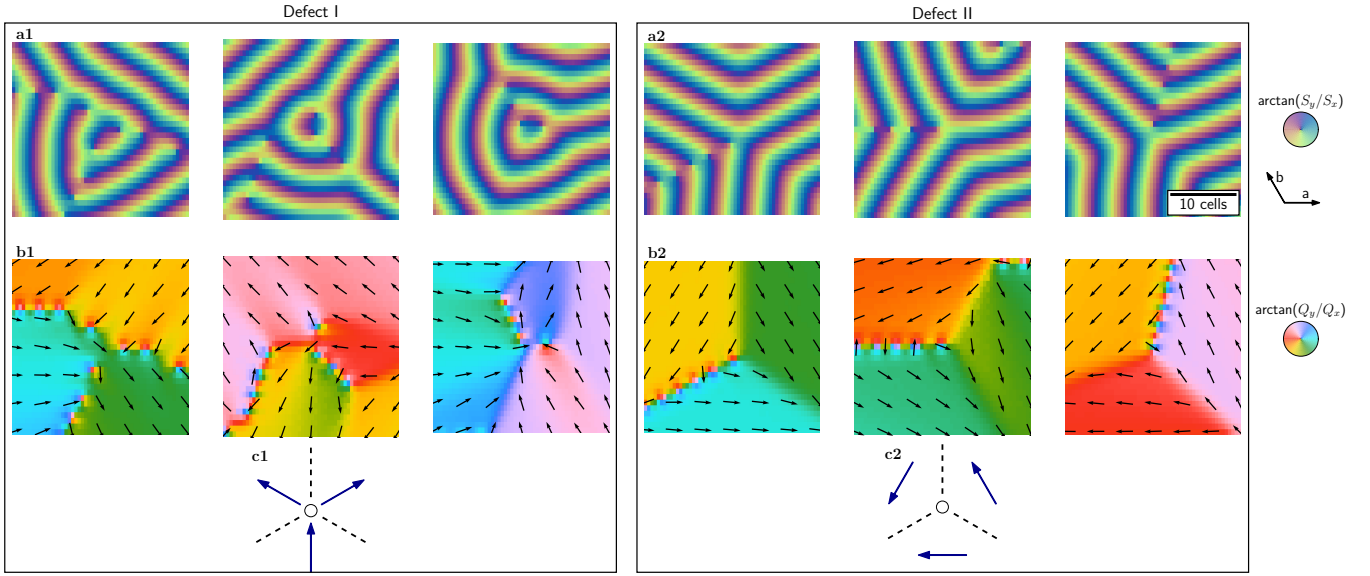 Defect I
Defect II
a1
a2
arctan(S_y/S_x)
b
a
10 cells
b1
b2
arctan(Q_y/Q_x)
c1
c2